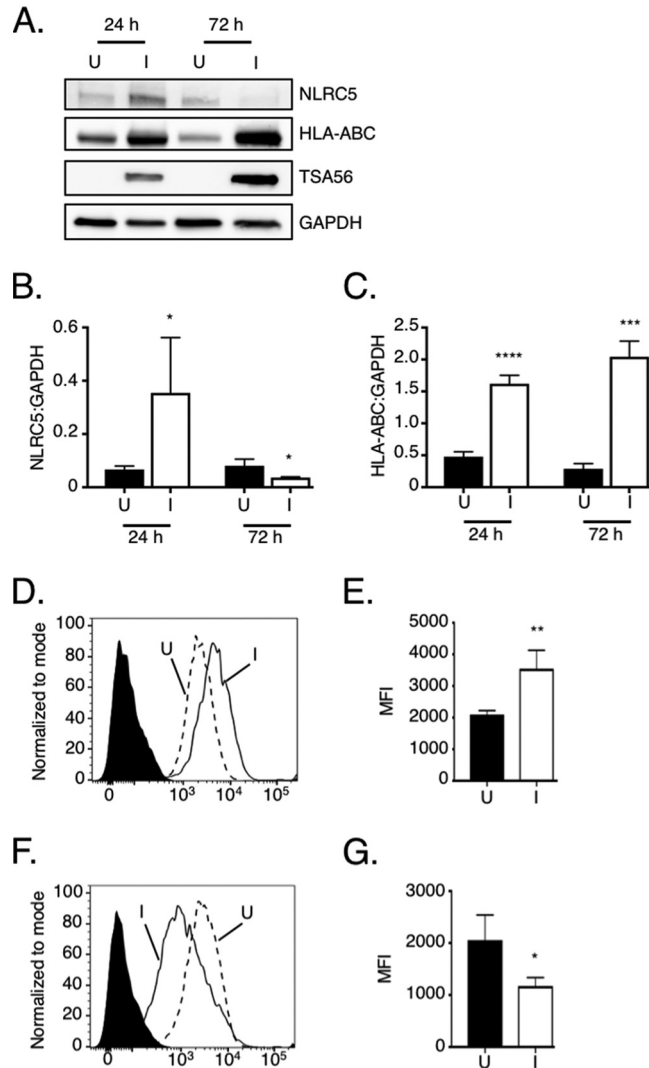 A.
24 h 72 h
U I U I
NLRC5
HLA-ABC
TSA56
GAPDH
B.
NLRC5:GAPDH
0.6
0.4
0.2
0
*
*
U I U I
24 h 72 h
C.
HLA-ABC:GAPDH
2.5
2.0
1.5
1.0
0.5
0
****
***
U I U I
24 h 72 h
D.
Normalized to mode
100
80
60
40
20
0
U I
0 10³ 10⁴ 10⁵
E.
MFI
5000
4000
3000
2000
1000
0
**
U I
F.
Normalized to mode
100
80
60
40
20
0
I U
0 10³ 10⁴ 10⁵
G.
MFI
3000
2000
1000
0
*
U I